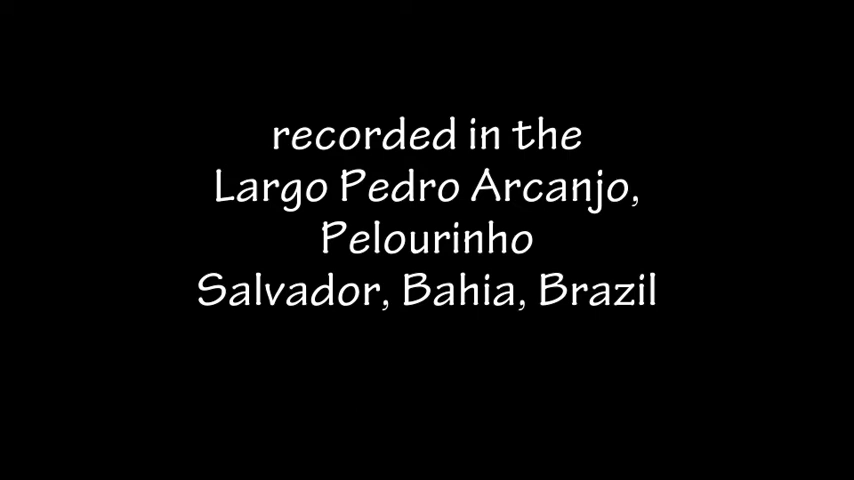 recorded in the
Largo Pedro Arcanjo,
Pelourinho
Salvador, Bahia, Brazil